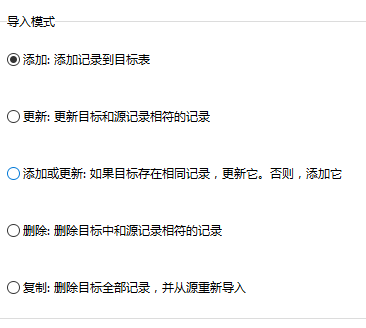 导入模式
添加: 添加记录到目标表
更新: 更新目标和源记录相符的记录
添加或更新: 如果目标存在相同记录，更新它。否则，添加它
删除: 删除目标中和源记录相符的记录
复制: 删除目标全部记录，并从源重新导入